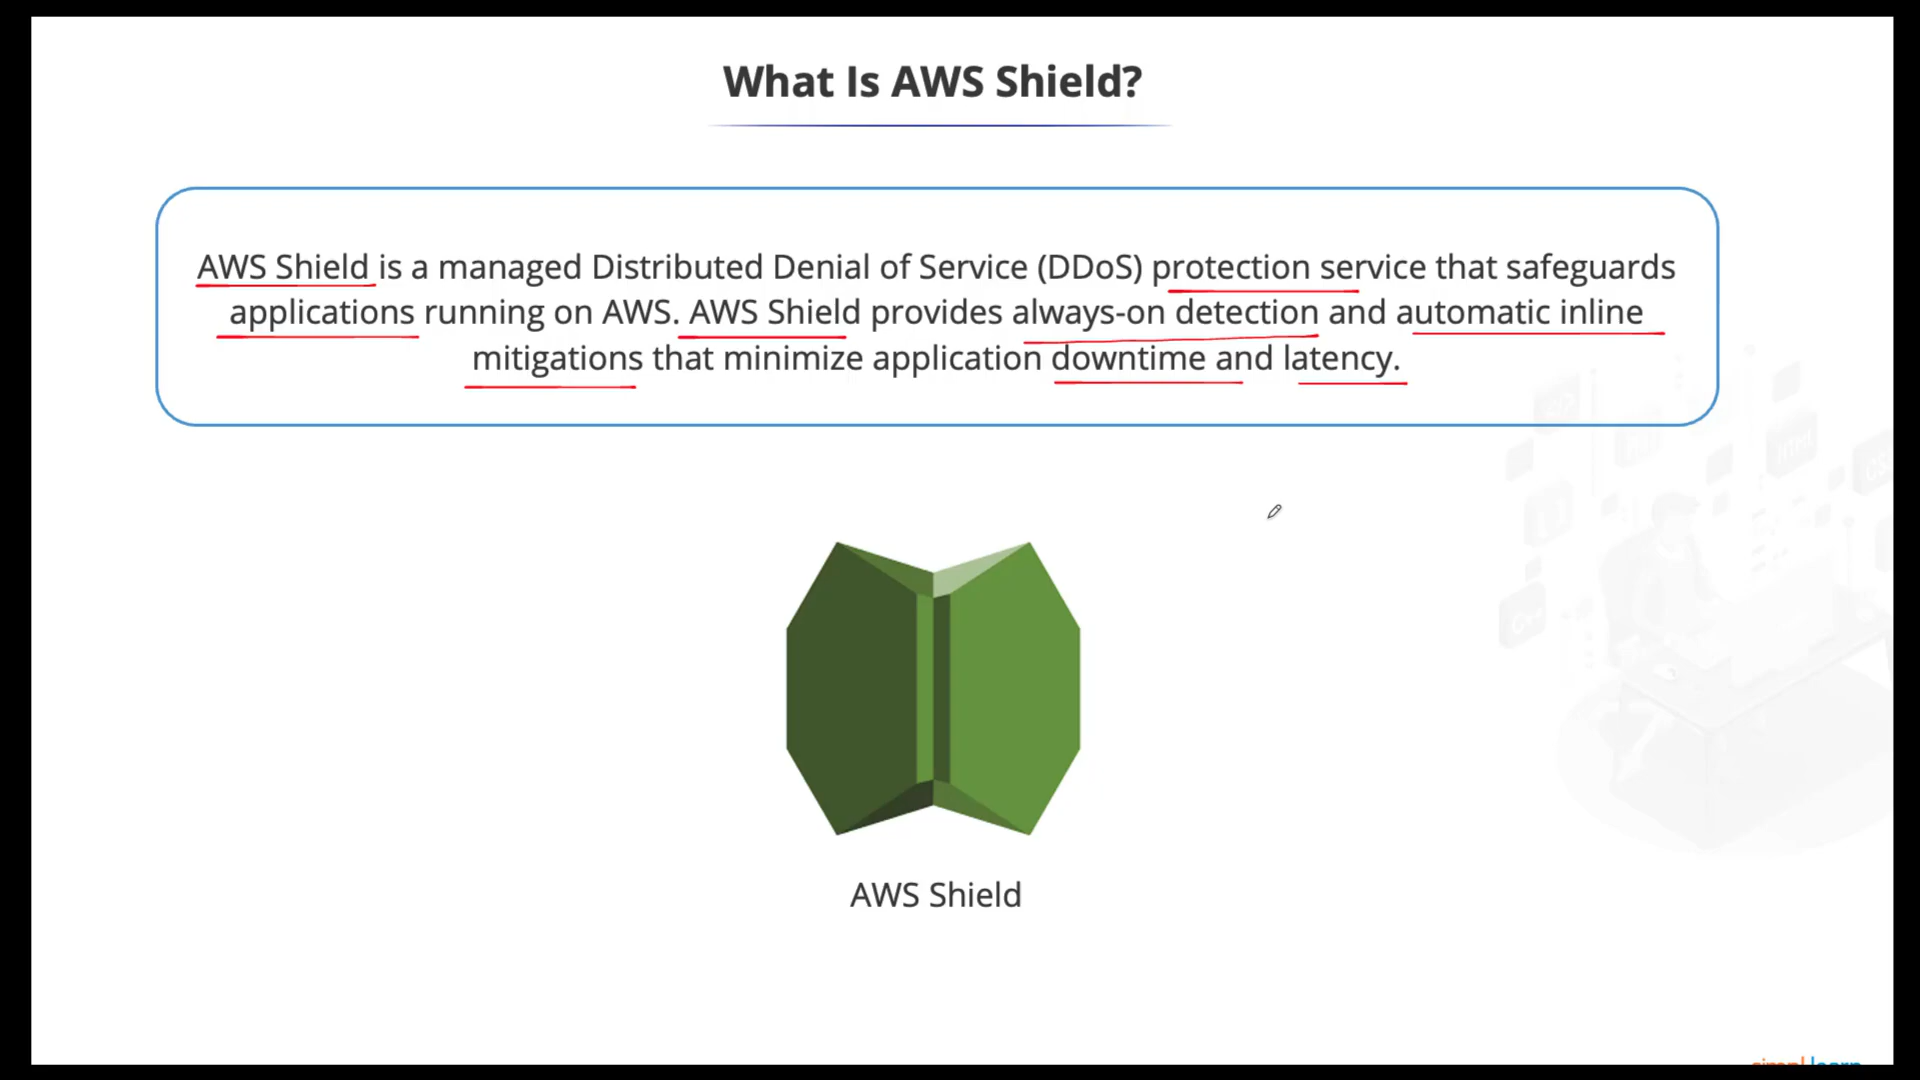 What Is AWS Shield?
AWS Shield is a managed Distributed Denial of Service (DDoS) protection service that safeguards
applications running on AWS. AWS Shield provides always-on detection and automatic inline
mitigations that minimize application downtime and latency.
AWS Shield